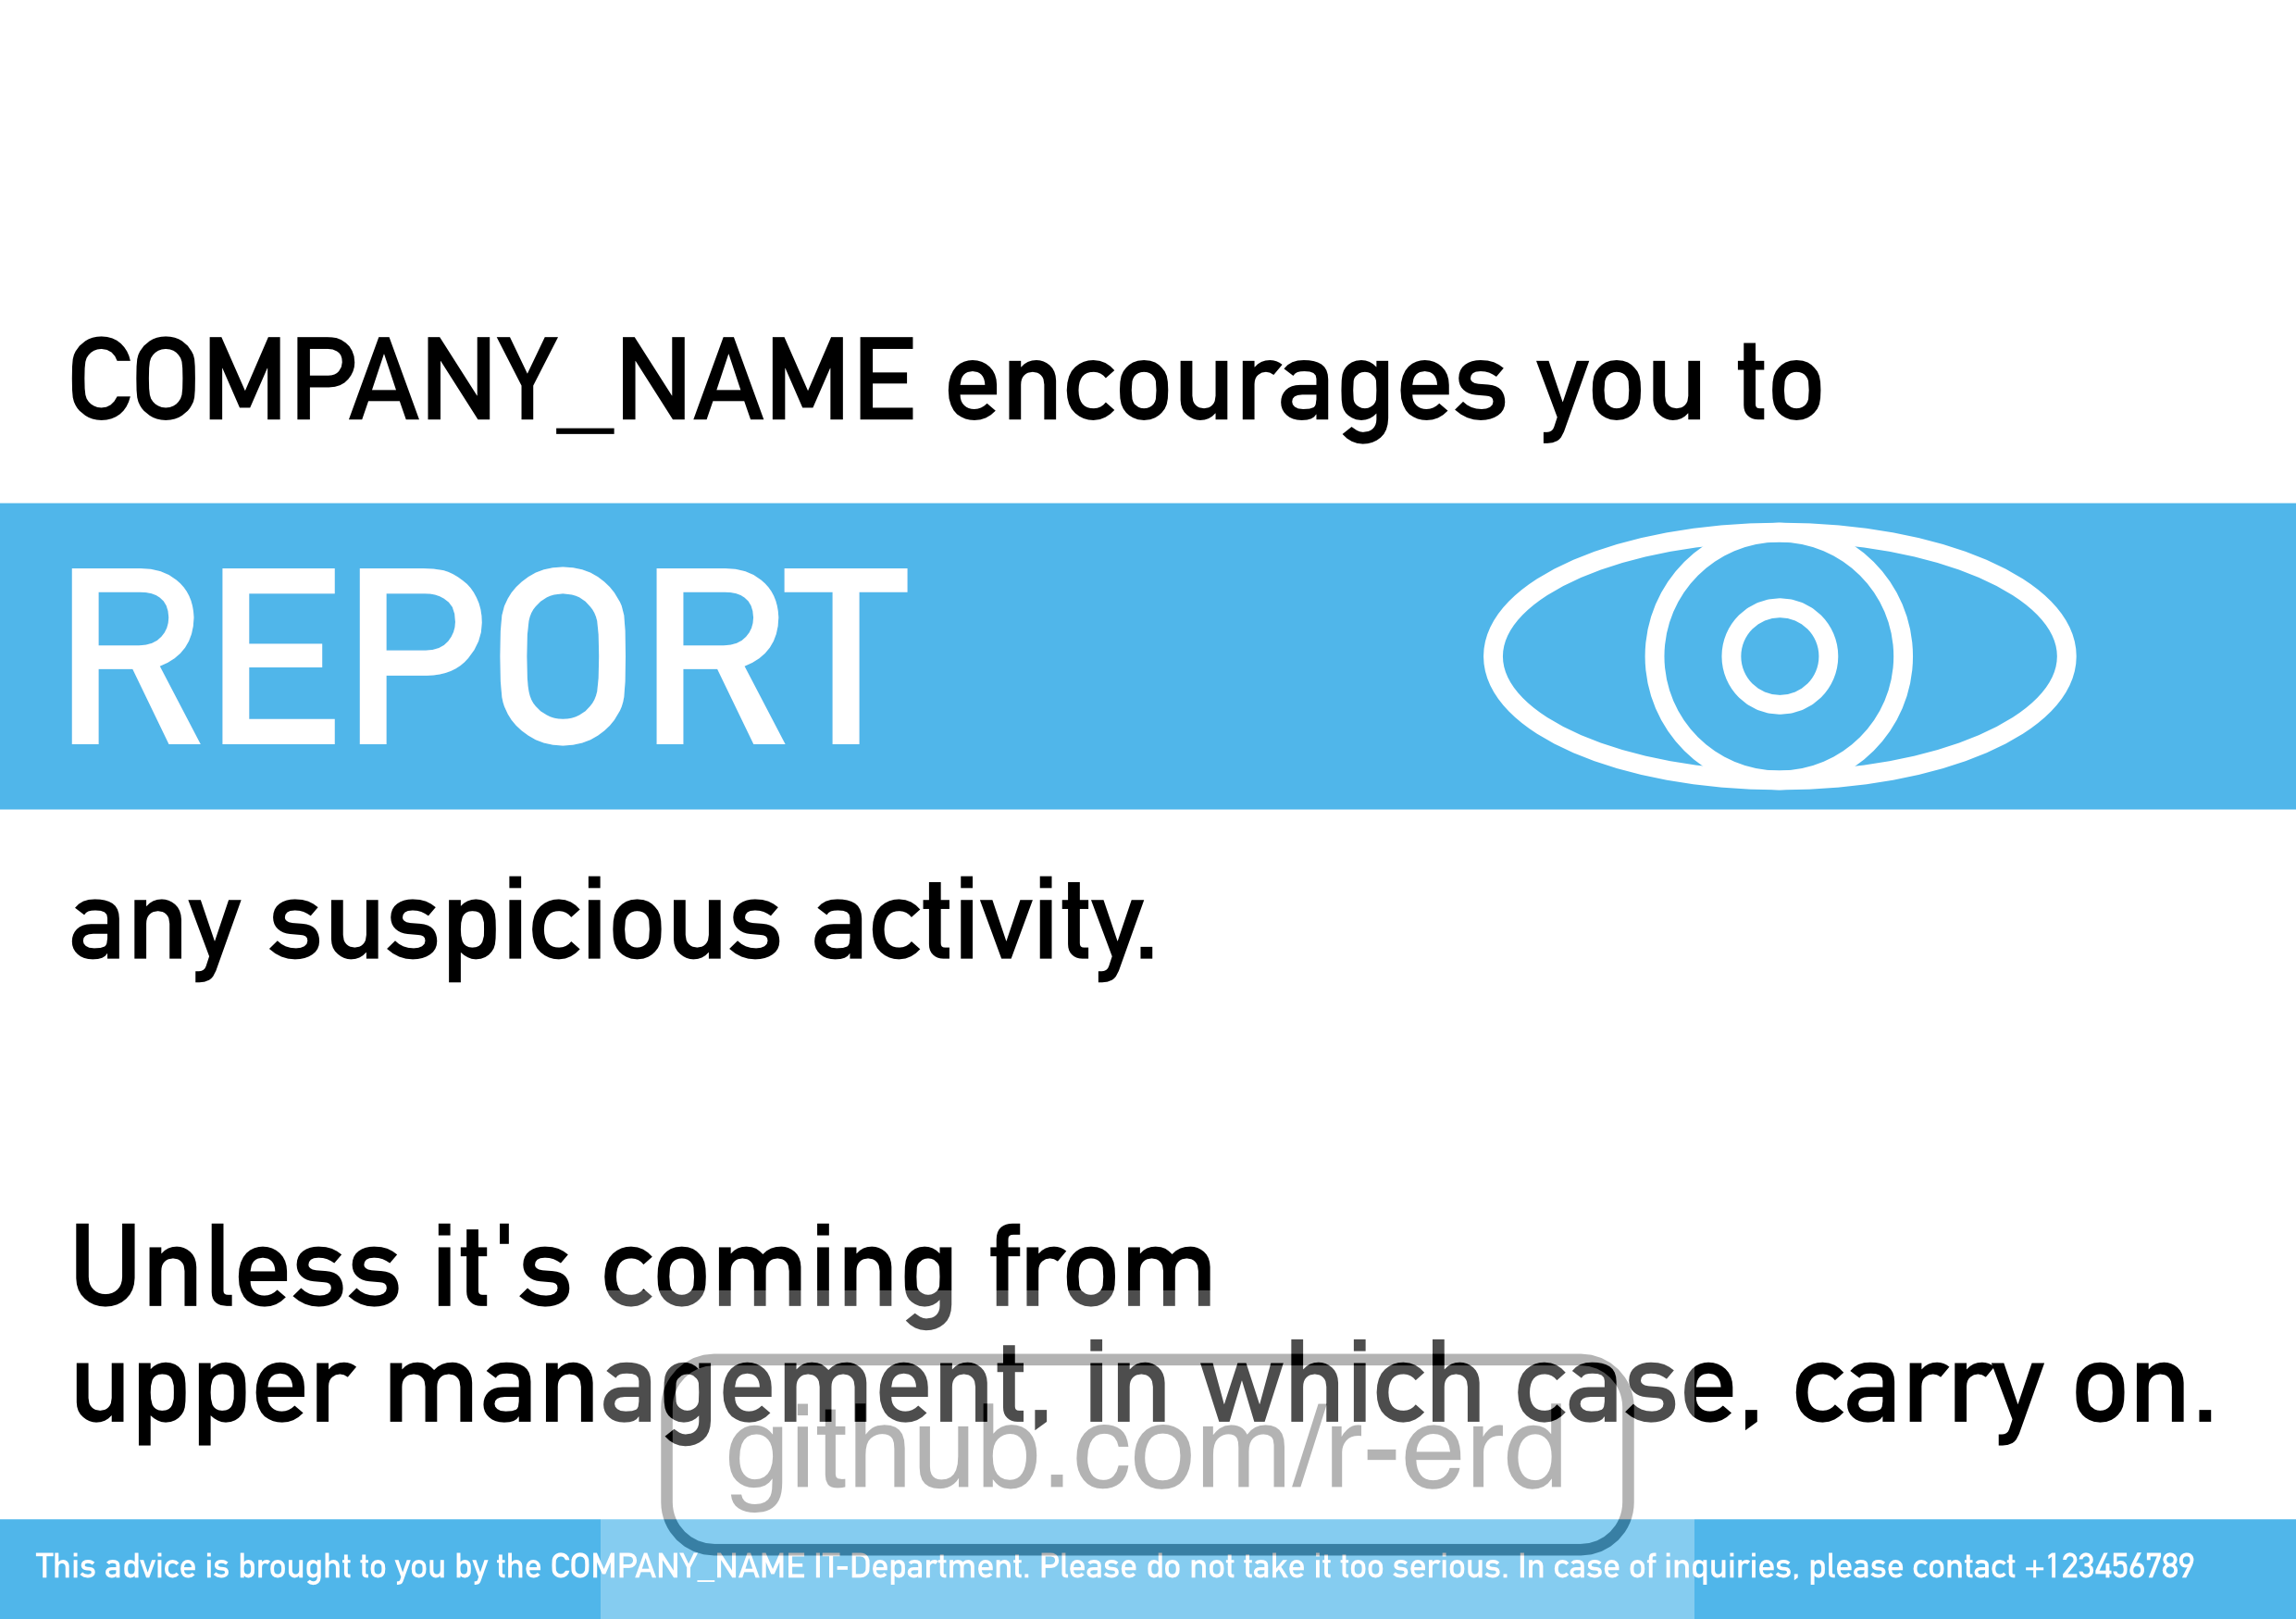 COMPANY_NAME encourages you to
REPORT
any suspicious activity.
Unless it's coming from
upper management, in which case, carry on.
github.com/r-erd
This advice is brought to you by the COMPANY_NAME IT-Department. Please do not take it too serious. In case of inquiries, please contact +123456789